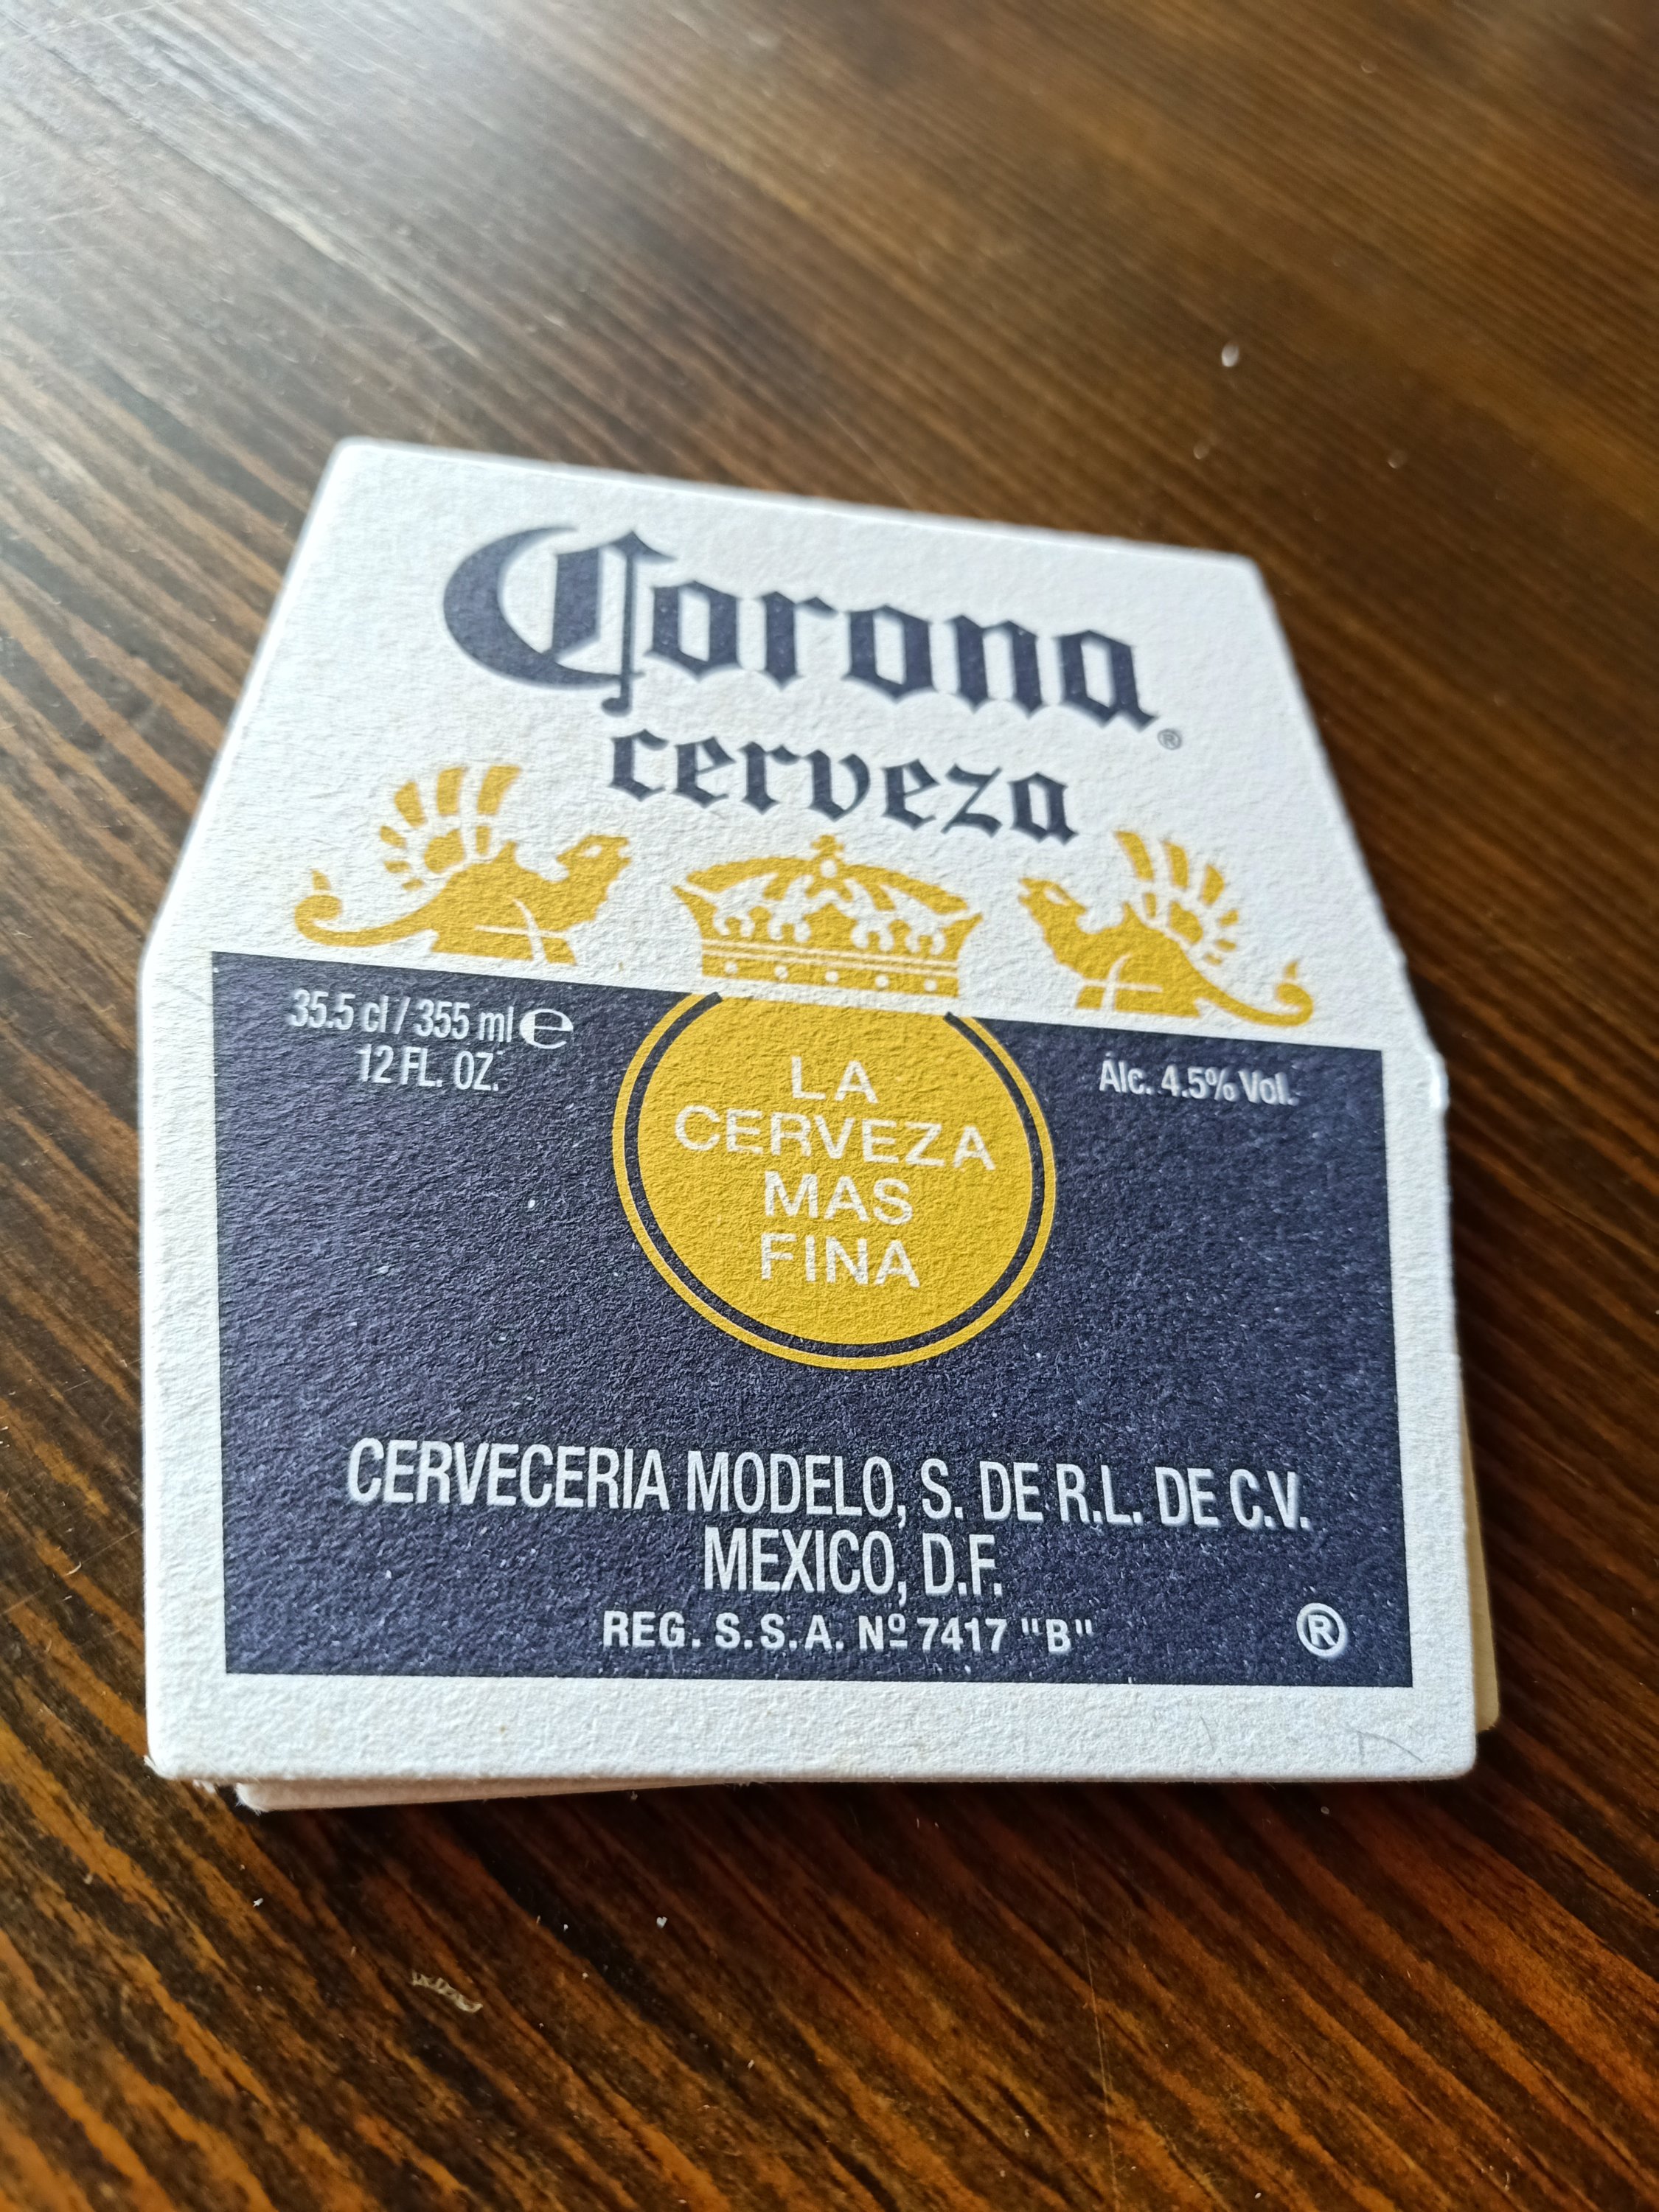 Corona®
cerveza
35.5 cl / 355 ml ℮
12 FL. OZ.
Alc. 4.5% Vol.
LA
CERVEZA
MAS
FINA
CERVECERIA MODELO, S. DE R.L. DE C.V.
MEXICO, D.F.
REG. S.S.A. Nº 7417 "B"
®